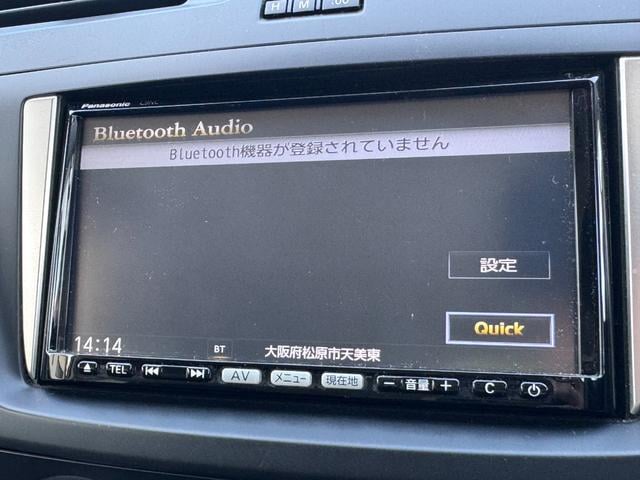 H M :00
Panasonic
Bluetooth Audio
Bluetooth機器が登録されていません
設定
Quick
14:14 BT 大阪府松原市天美東
TEL AV メニュー 現在地 − 音量 + C